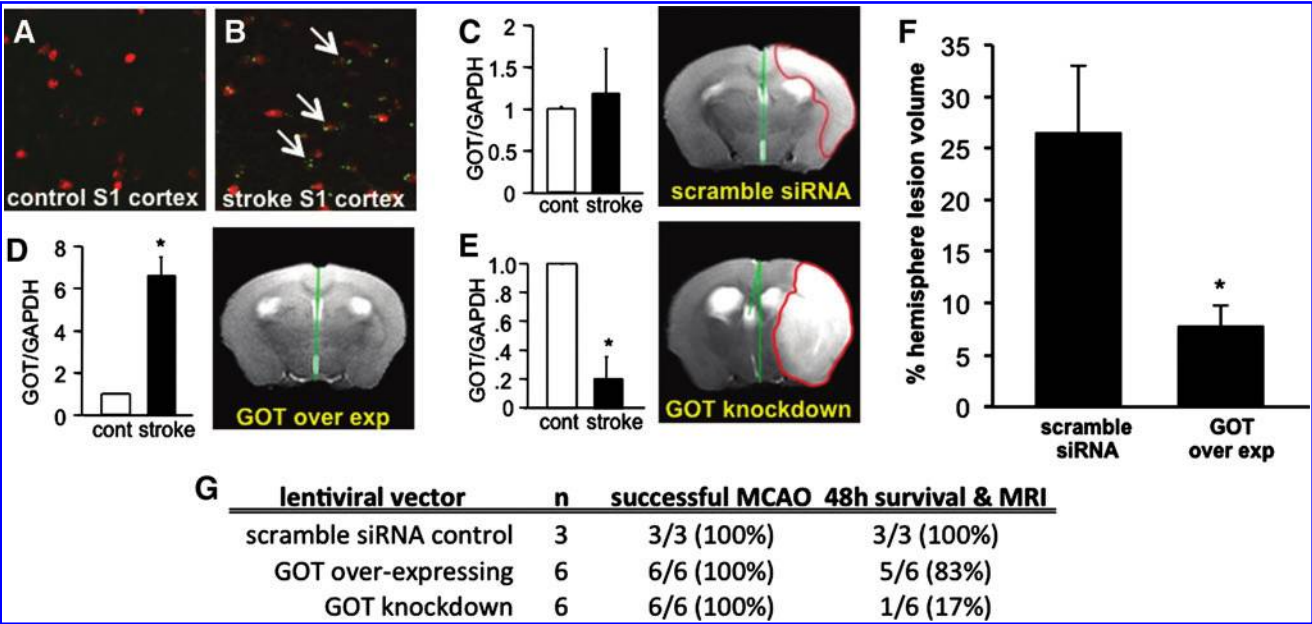 A
control S1 cortex
B
stroke S1 cortex
C
GOT/GAPDH
2
1.5
1
0.5
0
cont stroke
scramble siRNA
D
GOT/GAPDH
8
6
4
2
0
*
cont stroke
GOT over exp
E
GOT/GAPDH
1.0
.8
.6
.4
.2
0
*
cont stroke
GOT knockdown
F
% hemisphere lesion volume
35
30
25
20
15
10
5
0
*
scramble
siRNA
GOT
over exp
G
lentiviral vector n successful MCAO 48h survival & MRI
scramble siRNA control 3 3/3 (100%) 3/3 (100%)
GOT over-expressing 6 6/6 (100%) 5/6 (83%)
GOT knockdown 6 6/6 (100%) 1/6 (17%)